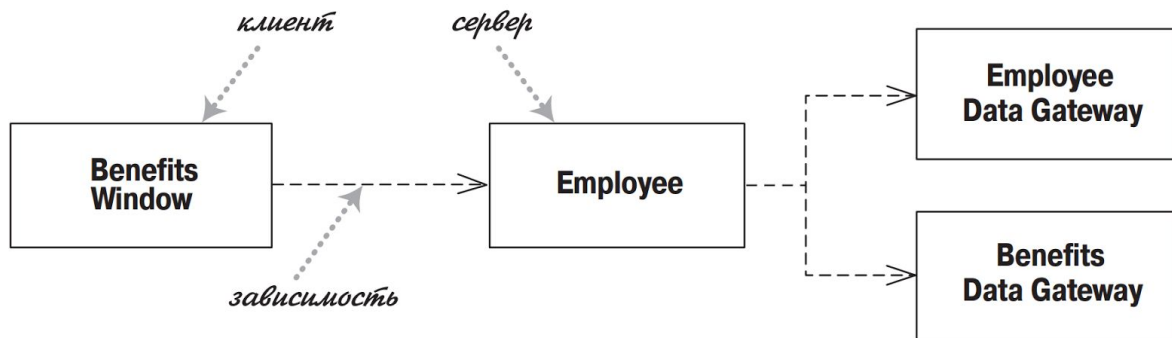 клиент
сервер
Employee
Data Gateway
Benefits
Window
Employee
Benefits
Data Gateway
зависимость